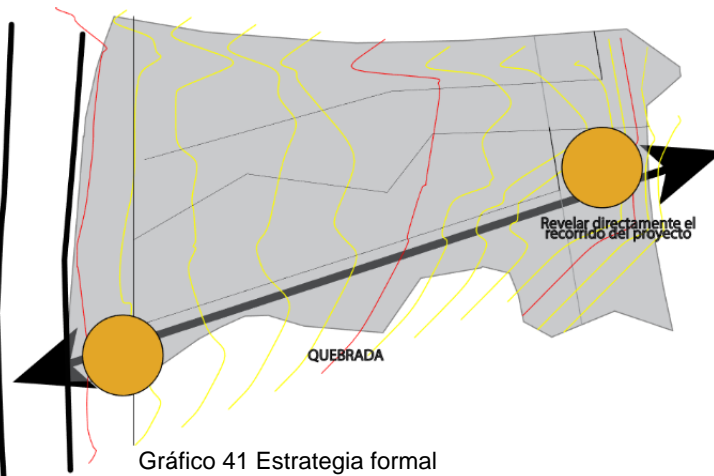 Revelar directamente el
recorrido del proyecto
QUEBRADA
Gráfico 41 Estrategia formal